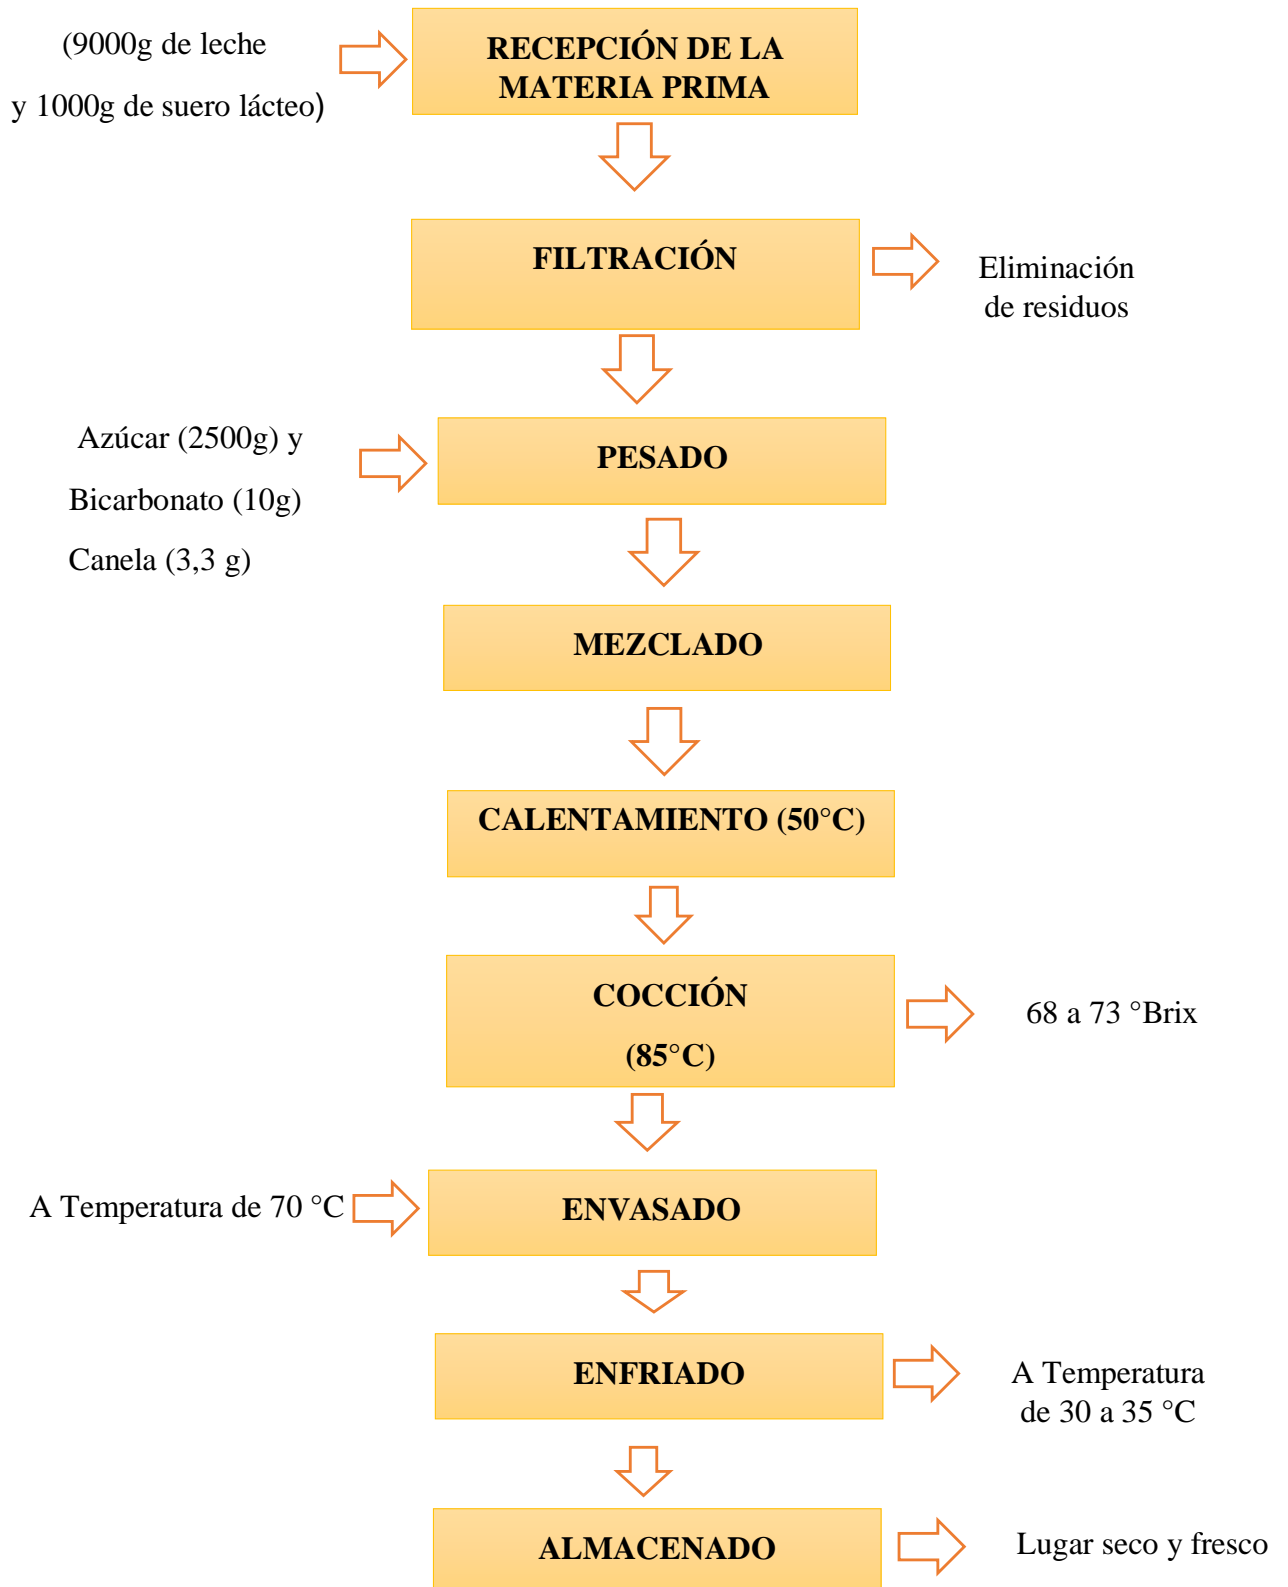 (9000g de leche
y 1000g de suero lácteo)
RECEPCIÓN DE LA
MATERIA PRIMA
FILTRACIÓN
Eliminación
de residuos
Azúcar (2500g) y
Bicarbonato (10g)
Canela (3,3 g)
PESADO
MEZCLADO
CALENTAMIENTO (50°C)
COCCIÓN
(85°C)
68 a 73 °Brix
A Temperatura de 70 °C
ENVASADO
ENFRIADO
A Temperatura
de 30 a 35 °C
ALMACENADO
Lugar seco y fresco